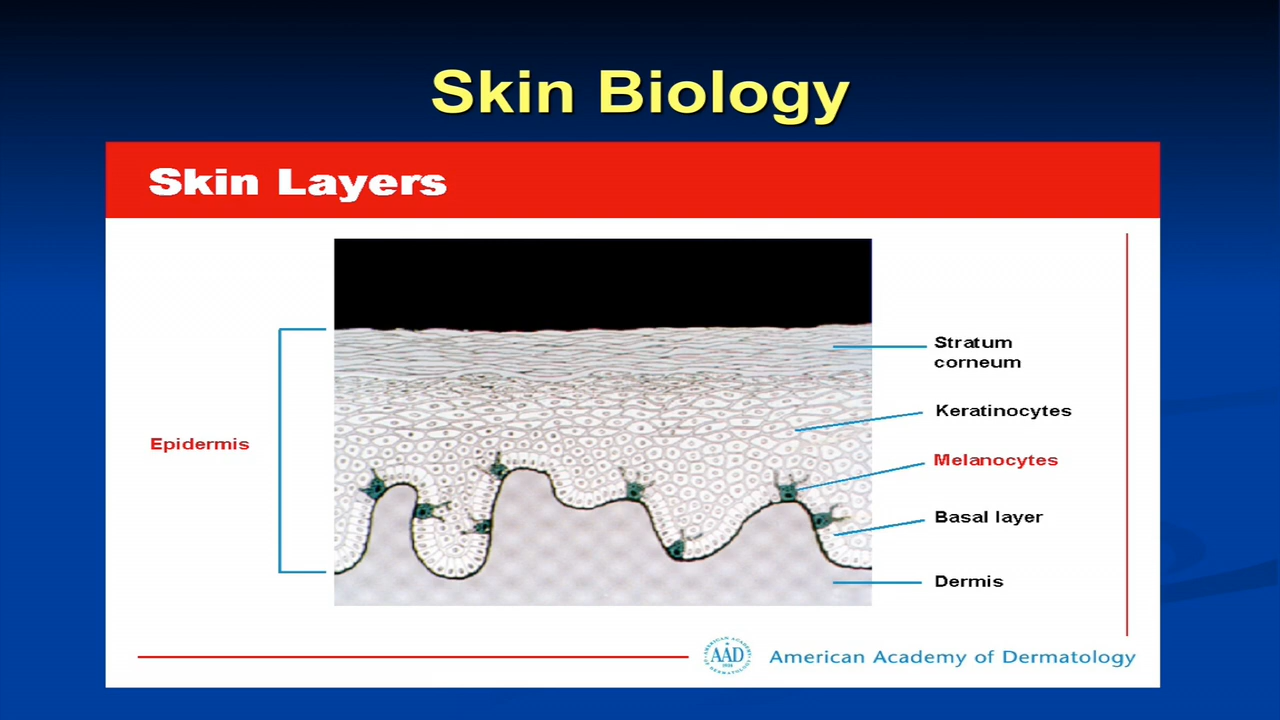 Skin Biology
Skin Layers
Epidermis
Stratum
corneum
Keratinocytes
Melanocytes
Basal layer
Dermis
AAD
American Academy of Dermatology